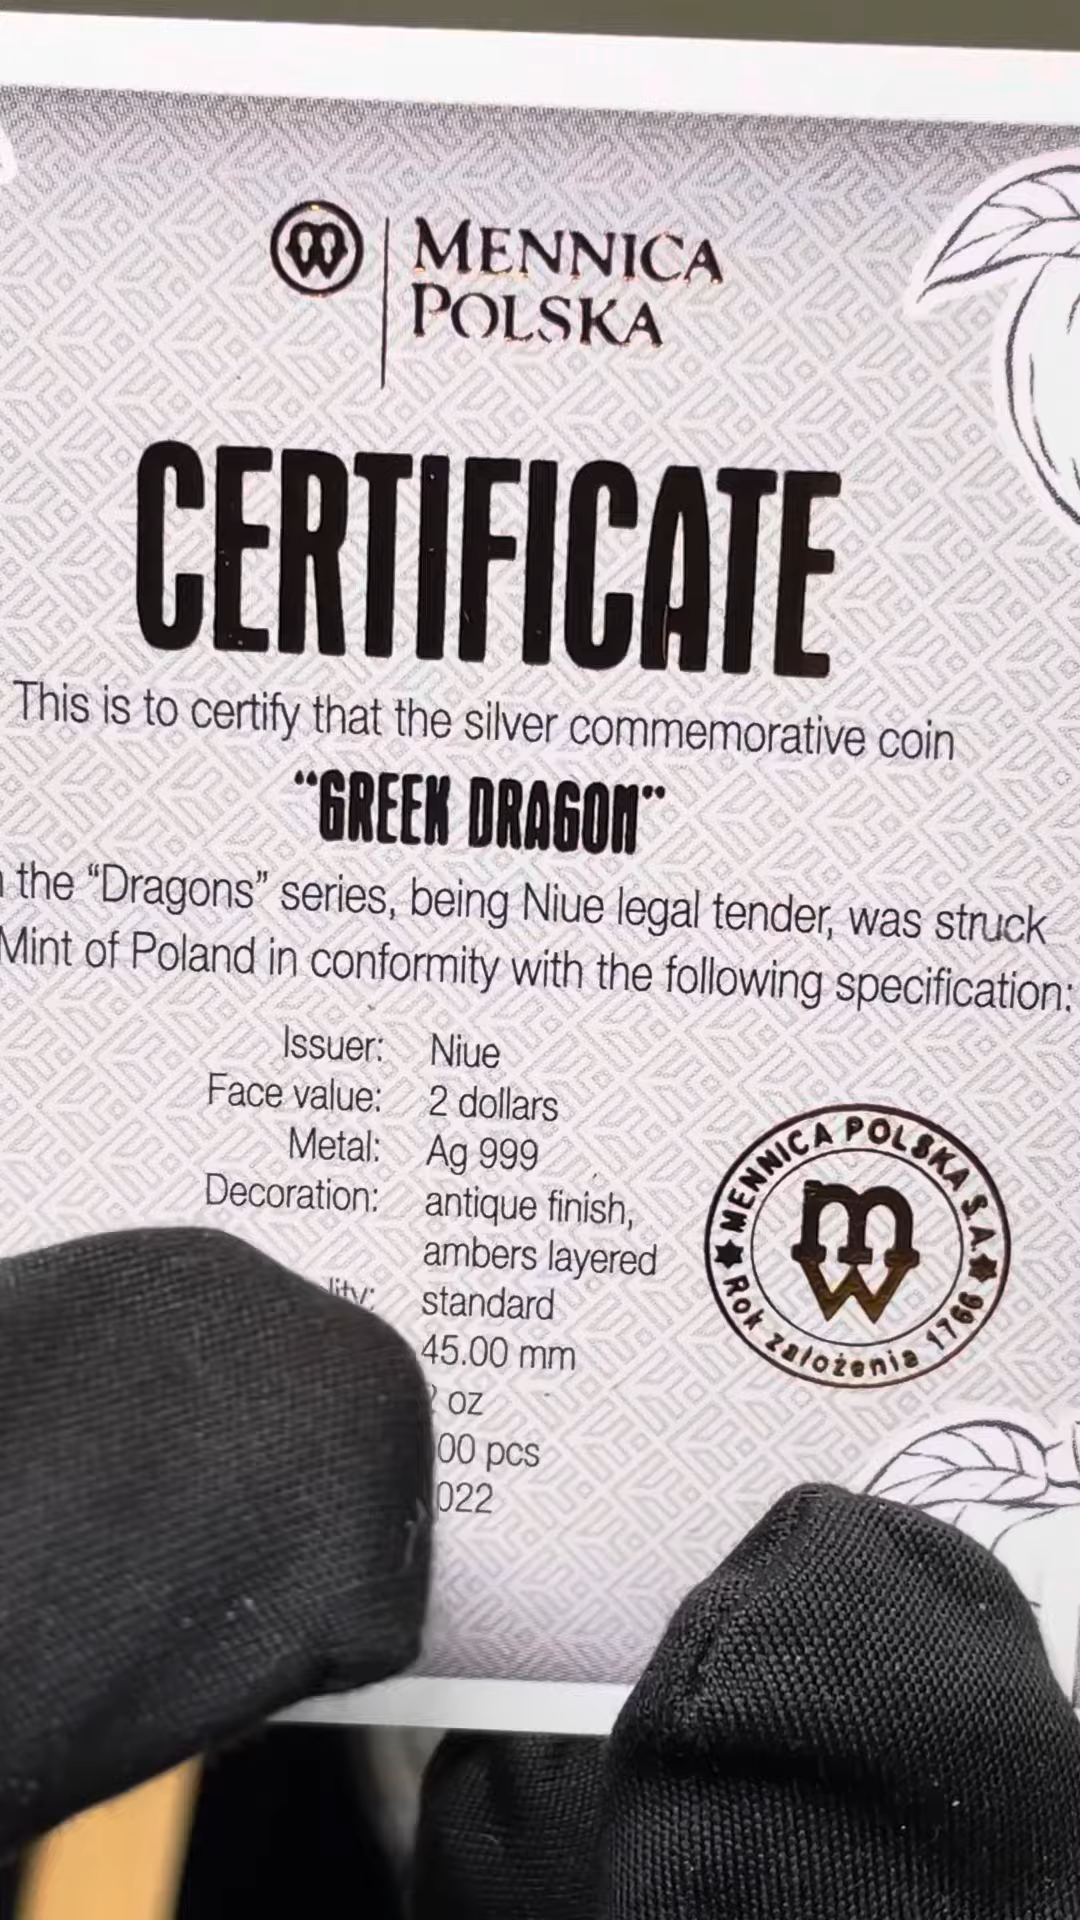 MENNICA
POLSKA
CERTIFICATE
This is to certify that the silver commemorative coin
"GREEK DRAGON"
the "Dragons" series, being Niue legal tender, was struck
Mint of Poland in conformity with the following specification:
Issuer: Niue
Face value: 2 dollars
Metal: Ag 999
Decoration: antique finish,
ambers layered
standard
45.00 mm
oz
00 pcs
022
MENNICA POLSKA S.A.
Rok założenia 1766